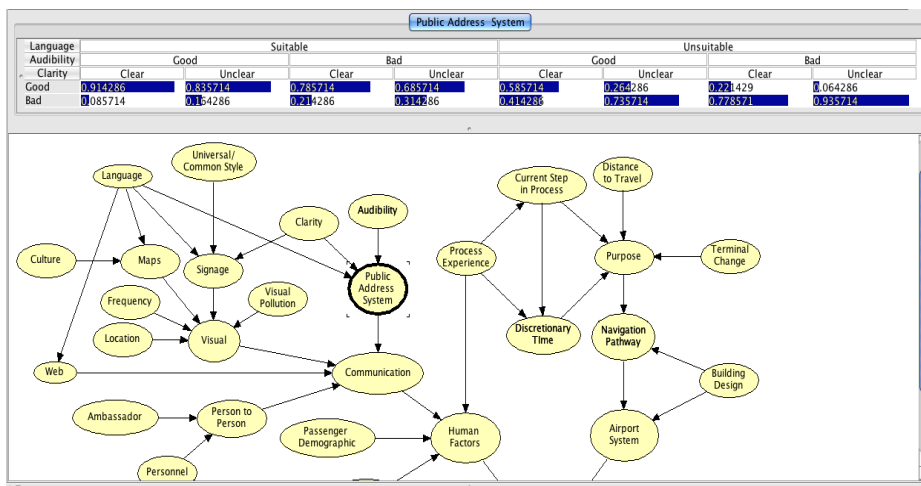 Public Address System
Language Suitable Unsuitable
Audibility Good Bad Good Bad
Clarity Clear Unclear Clear Unclear Clear Unclear Clear Unclear
Good 0.914286 0.835714 0.785714 0.685714 0.585714 0.264286 0.221429 0.064286
Bad 0.085714 0.164286 0.214286 0.314286 0.414286 0.735714 0.778571 0.935714
Universal/
Common Style
Language
Current Step
in Process
Distance
to Travel
Clarity
Audibility
Culture
Maps
Signage
Public
Address
System
Process
Experience
Purpose
Terminal
Change
Frequency
Visual
Pollution
Location
Visual
Discretionary
TIme
Navigation
Pathway
Web
Communication
Building
Design
Ambassador
Person to
Person
Passenger
Demographic
Human
Factors
Airport
System
Personnel